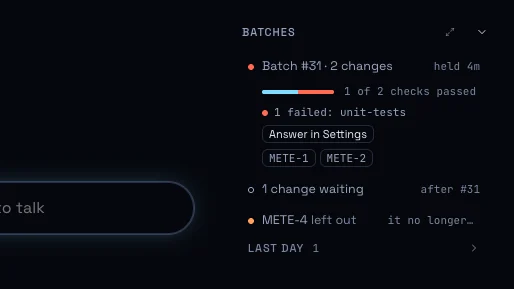 BATCHES
Batch #31 · 2 changes held 4m
1 of 2 checks passed
1 failed: unit-tests
Answer in Settings
METE-1 METE-2
to talk
1 change waiting after #31
METE-4 left out it no longer…
LAST DAY 1